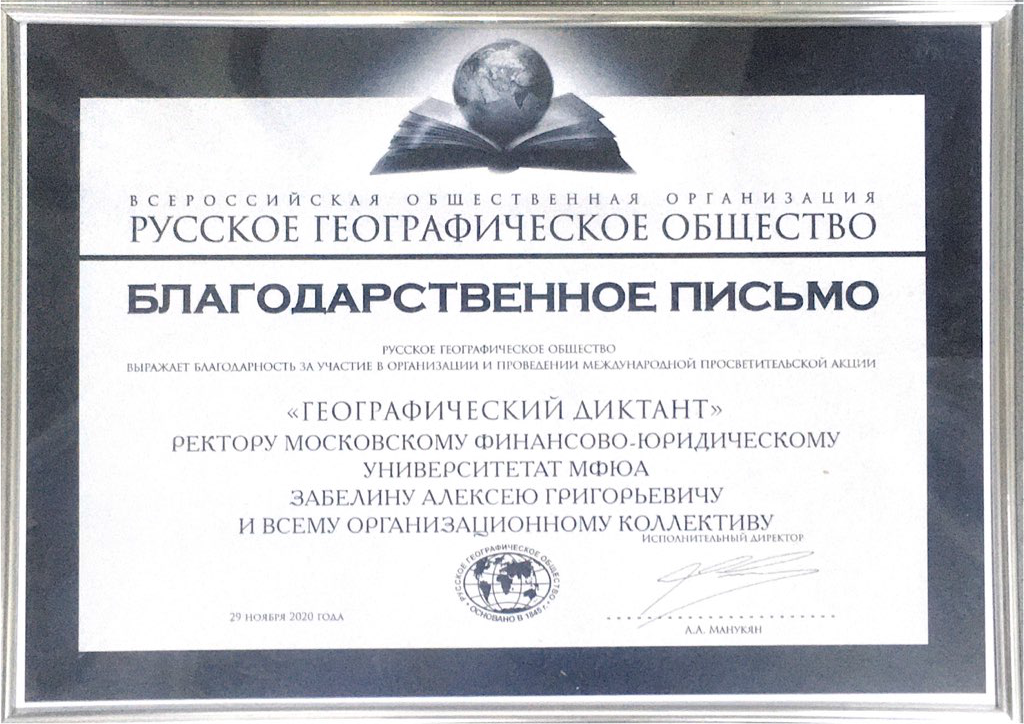 ВСЕРОССИЙСКАЯ ОБЩЕСТВЕННАЯ ОРГАНИЗАЦИЯ
РУССКОЕ ГЕОГРАФИЧЕСКОЕ ОБЩЕСТВО
БЛАГОДАРСТВЕННОЕ ПИСЬМО
РУССКОЕ ГЕОГРАФИЧЕСКОЕ ОБЩЕСТВО
ВЫРАЖАЕТ БЛАГОДАРНОСТЬ ЗА УЧАСТИЕ В ОРГАНИЗАЦИИ И ПРОВЕДЕНИИ МЕЖДУНАРОДНОЙ ПРОСВЕТИТЕЛЬСКОЙ АКЦИИ
«ГЕОГРАФИЧЕСКИЙ ДИКТАНТ»
РЕКТОРУ МОСКОВСКОМУ ФИНАНСОВО-ЮРИДИЧЕСКОМУ
УНИВЕРСИТЕТАТ МФЮА
ЗАБЕЛИНУ АЛЕКСЕЮ ГРИГОРЬЕВИЧУ
И ВСЕМУ ОРГАНИЗАЦИОННОМУ КОЛЛЕКТИВУ
ИСПОЛНИТЕЛЬНЫЙ ДИРЕКТОР
РУССКОЕ ГЕОГРАФИЧЕСКОЕ ОБЩЕСТВО
• ОСНОВАНО В 1845 г. •
29 НОЯБРЯ 2020 ГОДА
А.А. МАНУКЯН